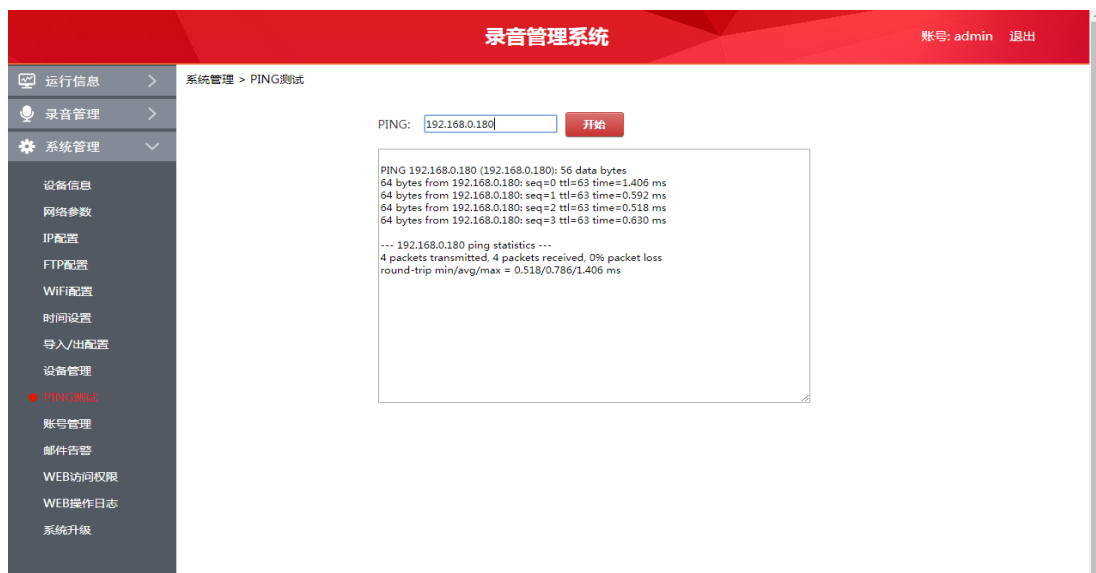 录音管理系统
账号: admin 退出
运行信息
录音管理
系统管理
设备信息
网络参数
IP配置
FTP配置
WiFi配置
时间设置
导入/出配置
设备管理
PING测试
账号管理
邮件告警
WEB访问权限
WEB操作日志
系统升级
系统管理 > PING测试
PING: 192.168.0.180 开始
PING 192.168.0.180 (192.168.0.180): 56 data bytes
64 bytes from 192.168.0.180: seq=0 ttl=63 time=1.406 ms
64 bytes from 192.168.0.180: seq=1 ttl=63 time=0.592 ms
64 bytes from 192.168.0.180: seq=2 ttl=63 time=0.518 ms
64 bytes from 192.168.0.180: seq=3 ttl=63 time=0.630 ms
--- 192.168.0.180 ping statistics ---
4 packets transmitted, 4 packets received, 0% packet loss
round-trip min/avg/max = 0.518/0.786/1.406 ms